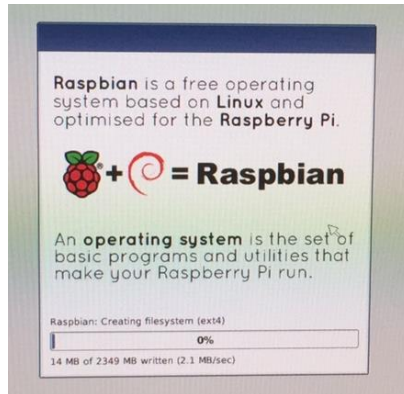 Raspbian is a free operating
system based on Linux and
optimised for the Raspberry Pi.
+ = Raspbian
An operating system is the set of
basic programs and utilities that
make your Raspberry Pi run.
Raspbian: Creating filesystem (ext4)
0%
14 MB of 2349 MB written (2.1 MB/sec)